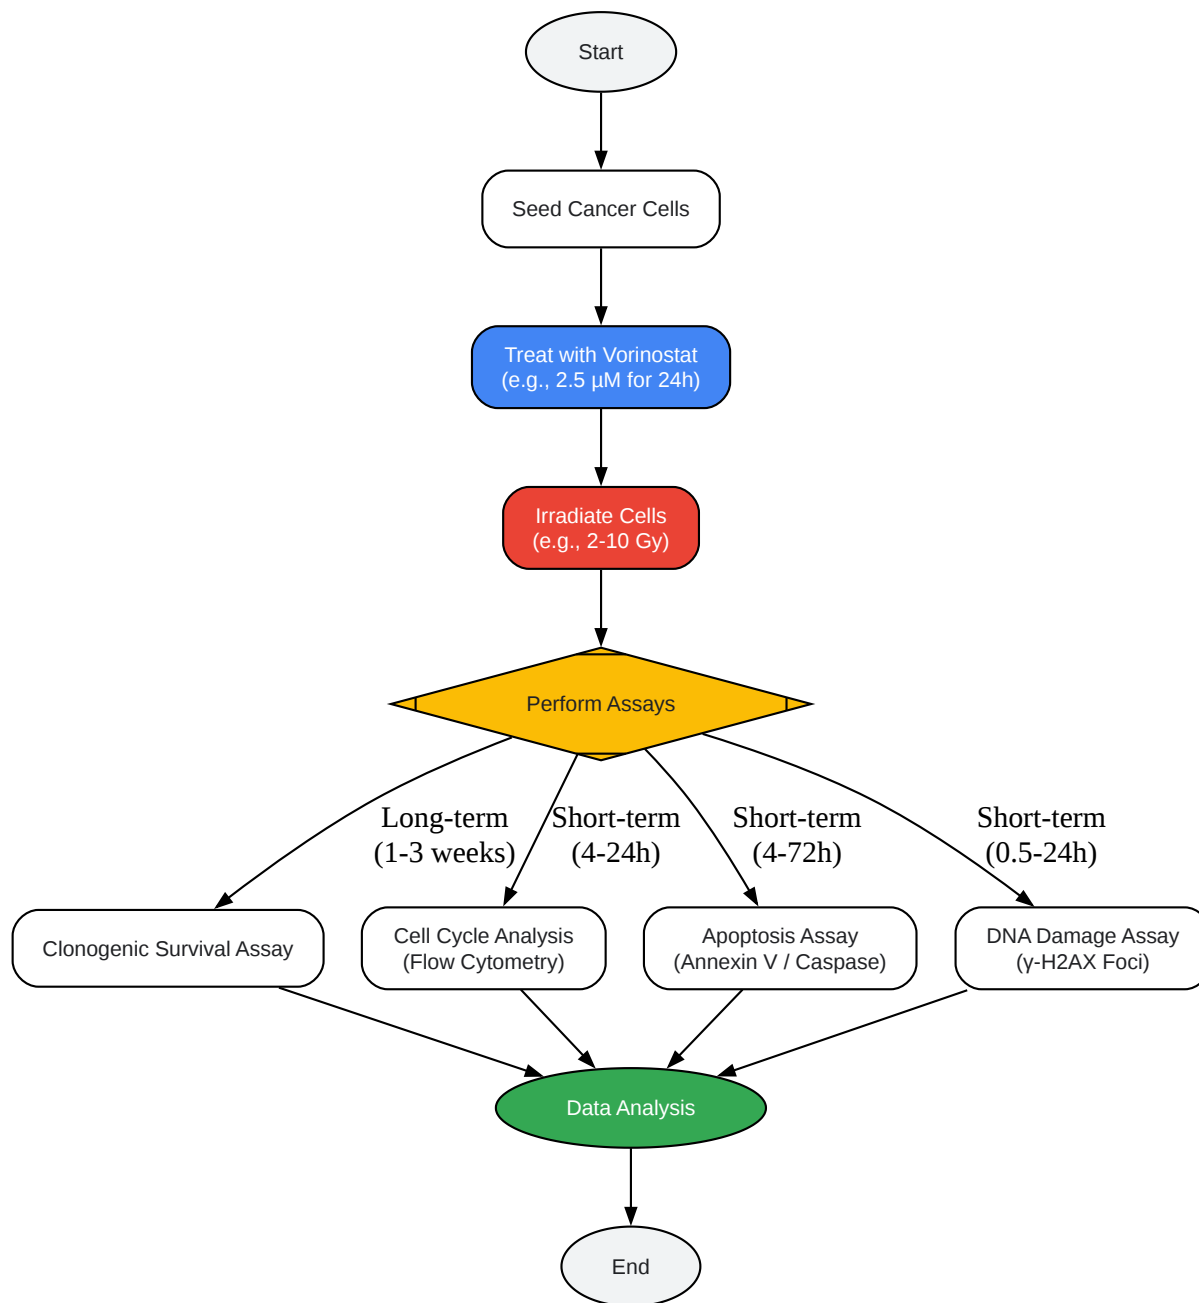 Start
Seed Cancer Cells
Treat with Vorinostat
(e.g., 2.5 µM for 24h)
Irradiate Cells
(e.g., 2-10 Gy)
Perform Assays
Long-term
(1-3 weeks)
Short-term
(4-24h)
Short-term
(4-72h)
Short-term
(0.5-24h)
Clonogenic Survival Assay
Cell Cycle Analysis
(Flow Cytometry)
Apoptosis Assay
(Annexin V / Caspase)
DNA Damage Assay
(γ-H2AX Foci)
Data Analysis
End